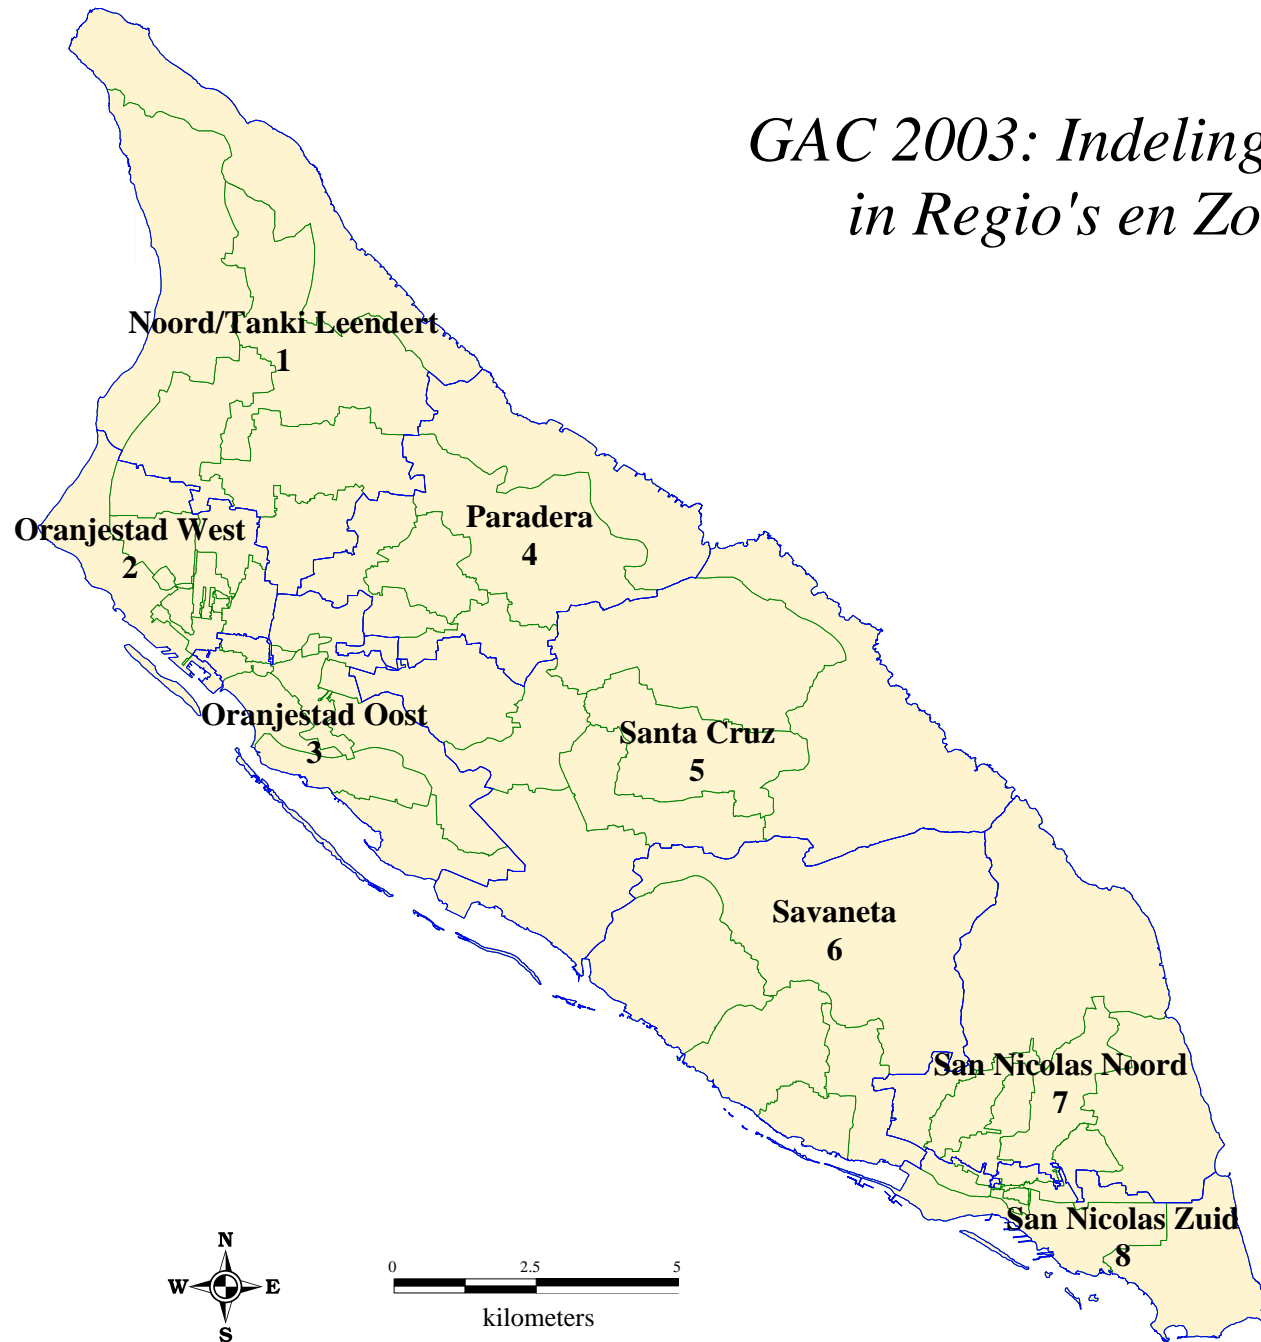 GAC 2003: Indeling
in Regio's en Zo
Noord/Tanki Leendert
1
Oranjestad West
2
Paradera
4
Oranjestad Oost
3
Santa Cruz
5
Savaneta
6
San Nicolas Noord
7
San Nicolas Zuid
8
N
W E
S
0 2.5 5
kilometers